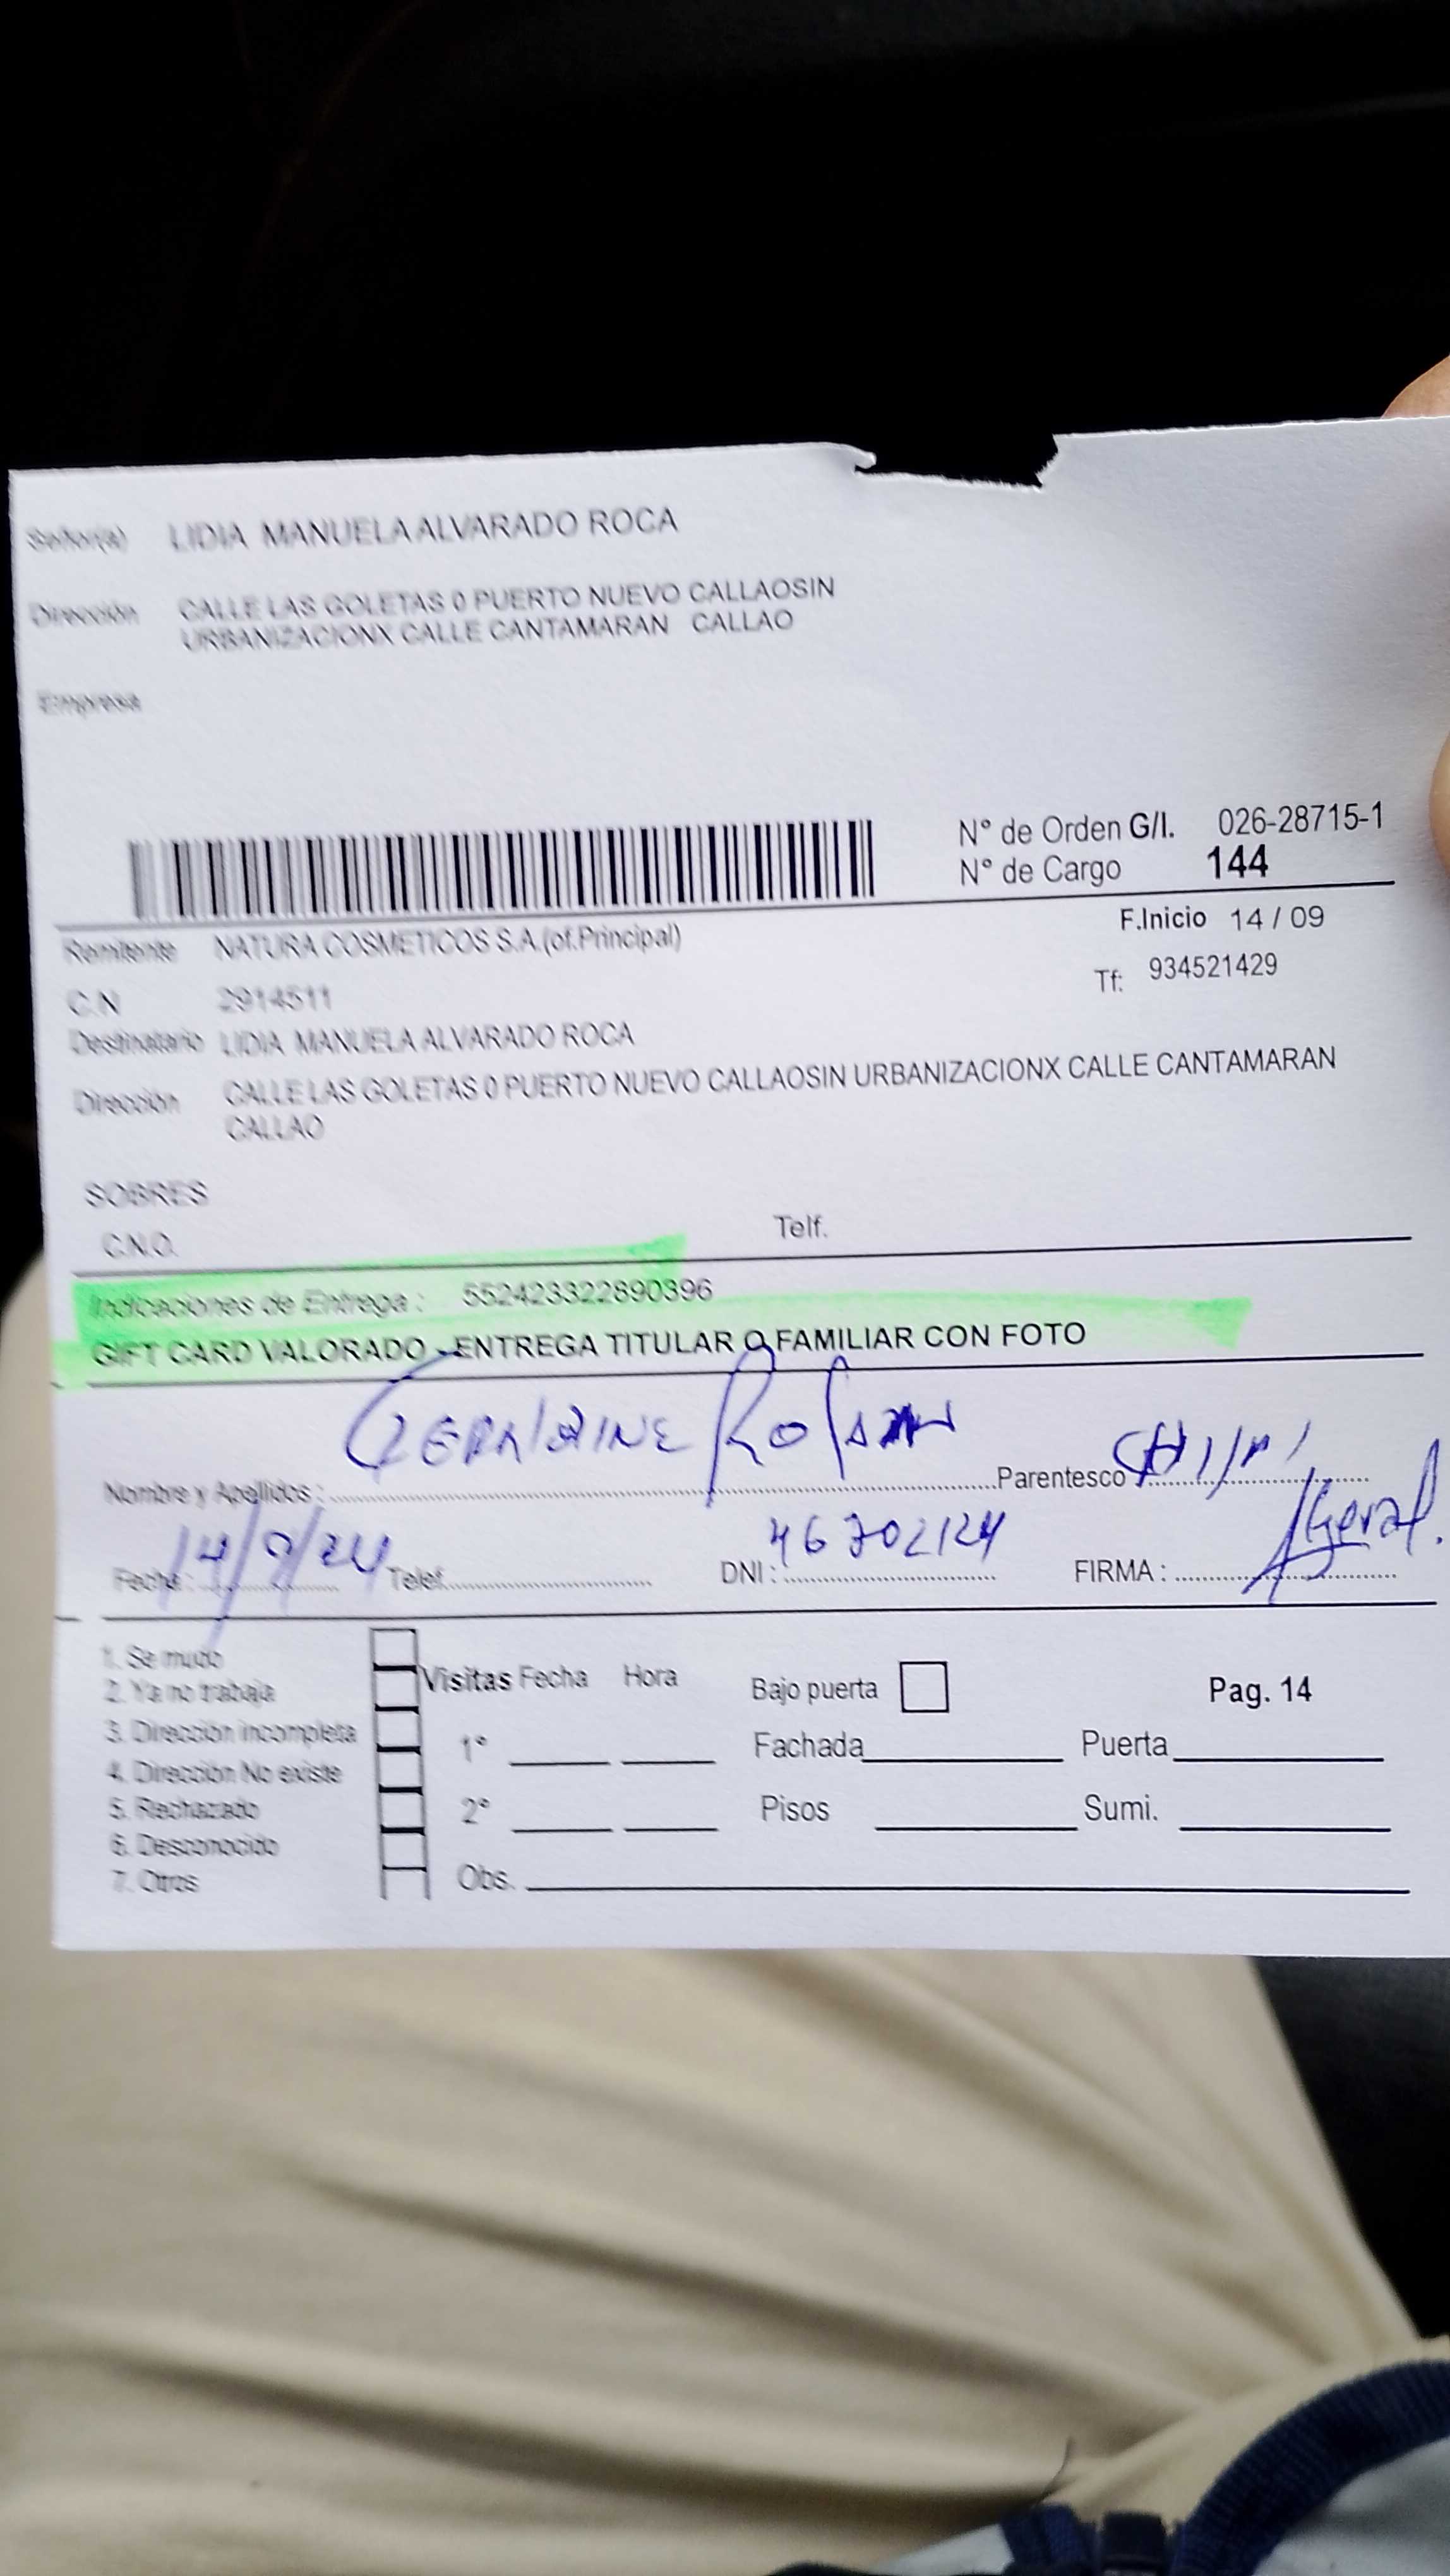 Señor(a) LIDIA MANUELA ALVARADO ROCA
Dirección CALLE LAS GOLETAS 0 PUERTO NUEVO CALLAOSIN
URBANIZACIONX CALLE CANTAMARAN CALLAO
Empresa
N° de Orden G/I. 026-28715-1
N° de Cargo 144
Remitente NATURA COSMETICOS S.A.(of.Principal) F.Inicio 14 / 09
C.N 2914511 Tf: 934521429
Destinatario LIDIA MANUELA ALVARADO ROCA
Dirección CALLE LAS GOLETAS 0 PUERTO NUEVO CALLAOSIN URBANIZACIONX CALLE CANTAMARAN
CALLAO
SOBRES
C.N.O. Telf.
Indicaciones de Entrega : 552423322890396
GIFT CARD VALORADO - ENTREGA TITULAR O FAMILIAR CON FOTO
Nombre y Apellidos : GERALDINE Parentesco
Fecha : 14/9/24 Telef. DNI : 46702124 FIRMA : Geral.
1. Se mudo
2. Ya no trabaja Visitas Fecha Hora Bajo puerta Pag. 14
3. Dirección incompleta 1° Fachada Puerta
4. Dirección No existe
5. Rechazado 2° Pisos Sumi.
6. Desconocido
7. Otros Obs.